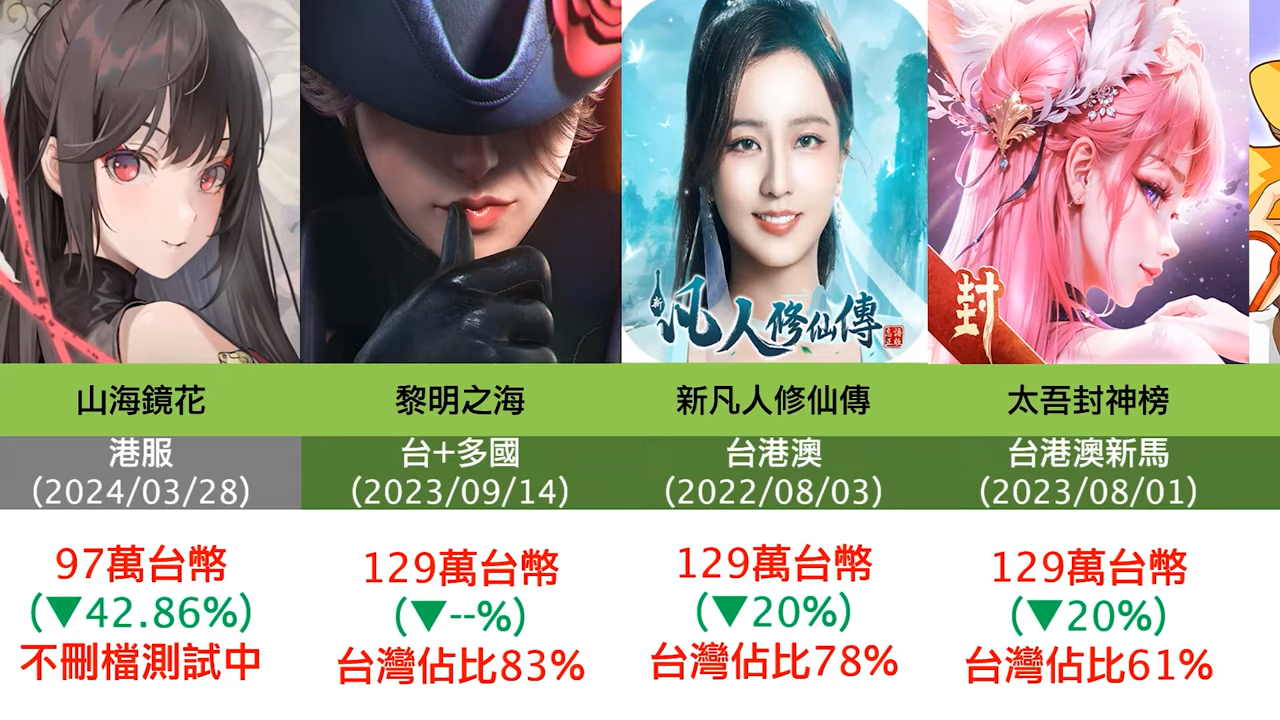 新
凡人修仙傳
封
山海鏡花
港服
(2024/03/28)
97萬台幣
(▼42.86%)
不刪檔測試中
黎明之海
台+多國
(2023/09/14)
129萬台幣
(▼--%)
台灣佔比83%
新凡人修仙傳
台港澳
(2022/08/03)
129萬台幣
(▼20%)
台灣佔比78%
太吾封神榜
台港澳新馬
(2023/08/01)
129萬台幣
(▼20%)
台灣佔比61%